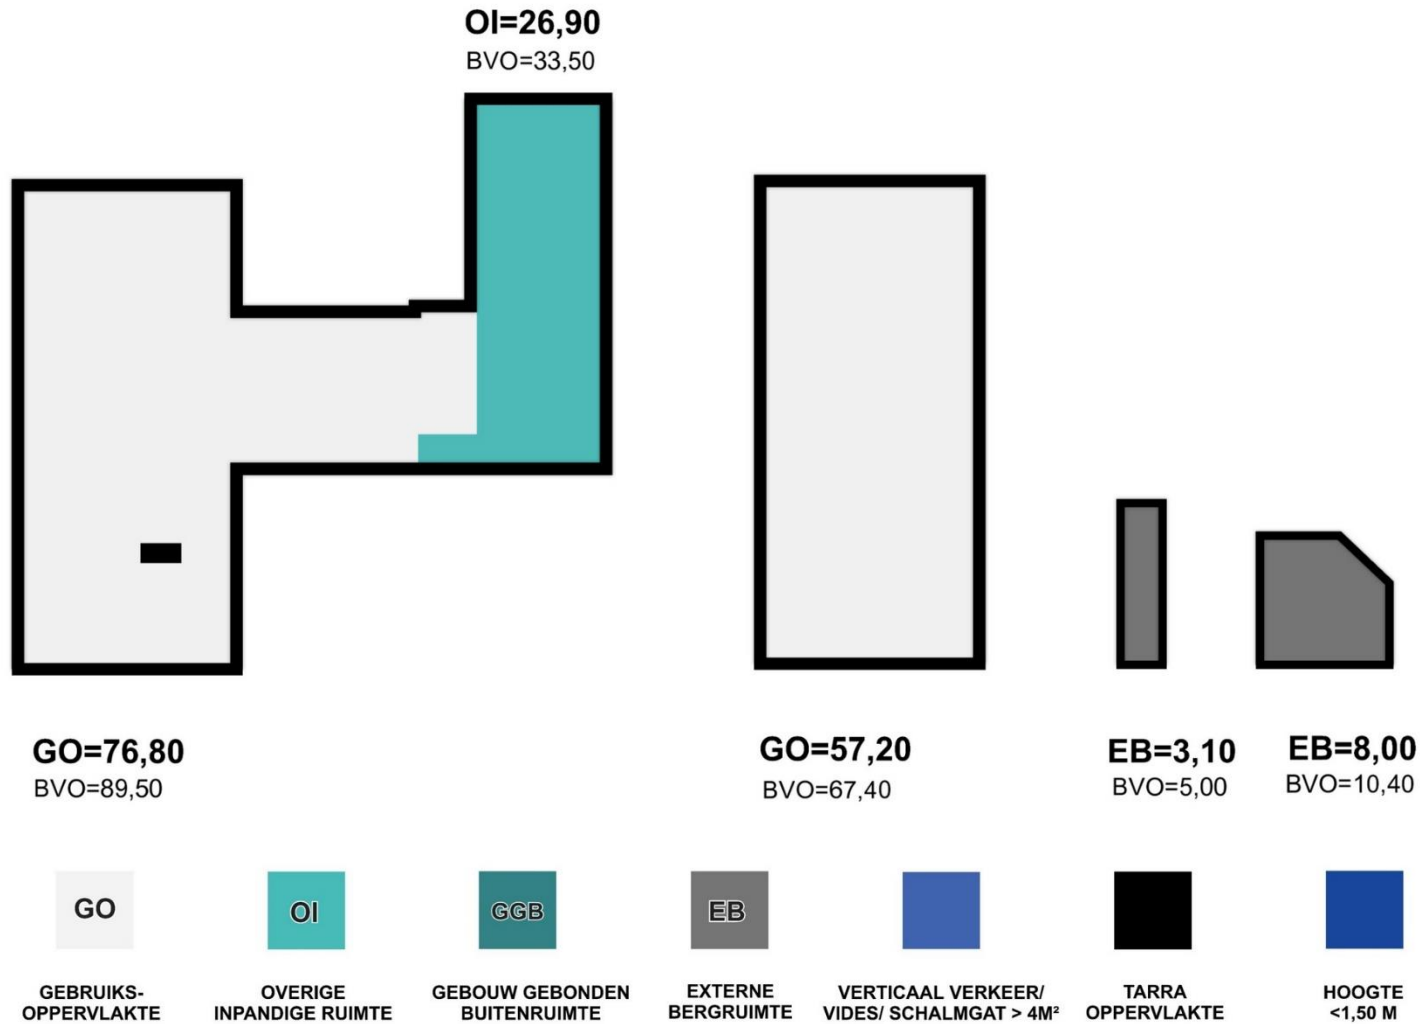 OI=26,90
BVO=33,50
GO=76,80
BVO=89,50
GO=57,20
BVO=67,40
EB=3,10
BVO=5,00
EB=8,00
BVO=10,40
GO
OI
GGB
EB
GEBRUIKS-
OPPERVLAKTE
OVERIGE
INPANDIGE RUIMTE
GEBOUW GEBONDEN
BUITENRUIMTE
EXTERNE
BERGRUIMTE
VERTICAAL VERKEER/
VIDES/ SCHALMGAT > 4M²
TARRA
OPPERVLAKTE
HOOGTE
<1,50 M